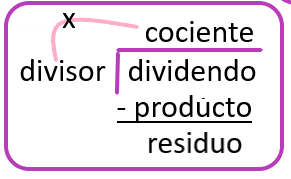 x
cociente
divisor dividendo
- producto
residuo